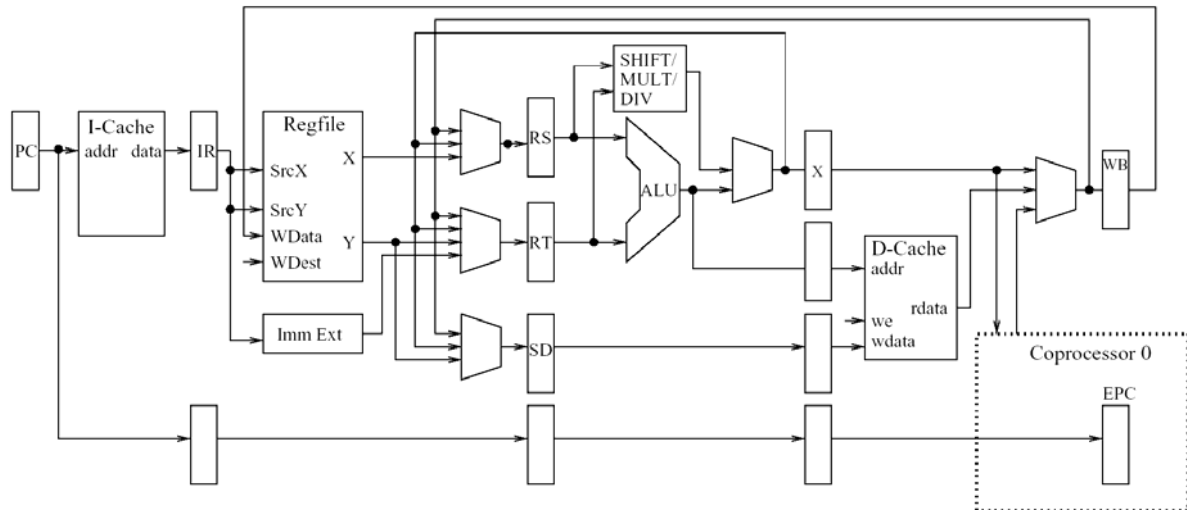 PC
I-Cache
addr data
IR
Regfile
X
SrcX
SrcY
Y
WData
WDest
Imm Ext
RS
RT
SD
SHIFT/
MULT/
DIV
ALU
X
D-Cache
addr
rdata
we
wdata
WB
Coprocessor 0
EPC